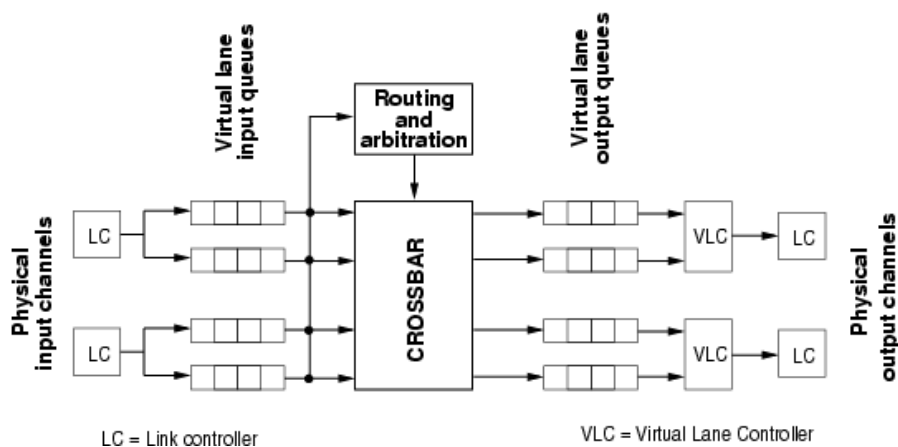 Virtual lane
input queues
Routing
and
arbitration
Virtual lane
output queues
Physical
input channels
LC
LC
CROSSBAR
VLC
VLC
LC
LC
Physical
output channels
LC = Link controller
VLC = Virtual Lane Controller